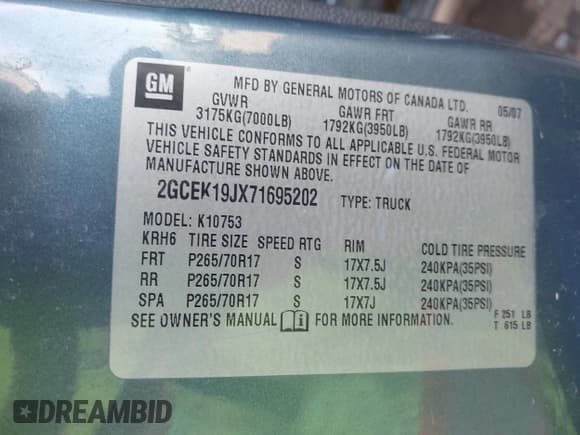 GM
MFD BY GENERAL MOTORS OF CANADA LTD. 05/07
GVWR GAWR FRT GAWR RR
3175KG(7000LB) 1792KG(3950LB) 1792KG(3950LB)
THIS VEHICLE CONFORMS TO ALL APPLICABLE U.S. FEDERAL MOTOR
VEHICLE SAFETY STANDARDS IN EFFECT ON THE DATE OF
MANUFACTURE SHOWN ABOVE.
2GCEK19JX71695202 TYPE: TRUCK
MODEL: K10753
KRH6 TIRE SIZE SPEED RTG RIM COLD TIRE PRESSURE
FRT P265/70R17 S 17X7.5J 240KPA(35PSI)
RR P265/70R17 S 17X7.5J 240KPA(35PSI)
SPA P265/70R17 S 17X7J 240KPA(35PSI)
SEE OWNER'S MANUAL FOR MORE INFORMATION.
F 251 LB
T 615 LB
DREAMBID